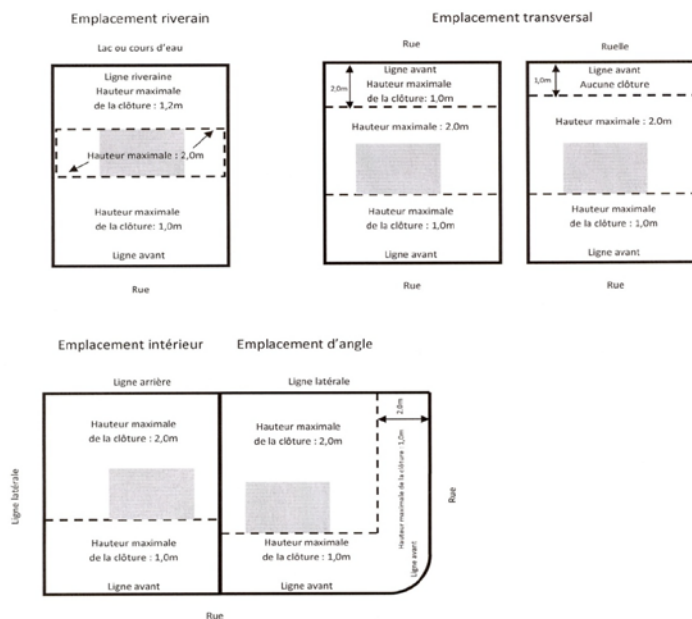 Emplacement riverain
Lac ou cours d'eau
Ligne riveraine
Hauteur maximale
de la clôture : 1,2m
Hauteur maximale : 2,0m
Hauteur maximale
de la clôture : 1,0m
Ligne avant
Rue
Emplacement transversal
Rue
2,0m
Ligne avant
Hauteur maximale
de la clôture: 1,0m
Hauteur maximale : 2.0m
Hauteur maximale
de la clôture : 1,0m
Ligne avant
Rue
Ruelle
1,0m
Ligne avant
Aucune clôture
Hauteur maximale : 2.0m
Hauteur maximale
de la clôture : 1,0m
Ligne avant
Rue
Emplacement intérieur
Ligne arrière
Ligne latérale
Hauteur maximale
de la clôture : 2,0m
Hauteur maximale
de la clôture : 1,0m
Ligne avant
Emplacement d'angle
Ligne latérale
Hauteur maximale
de la clôture : 2,0m
2.0m
Hauteur maximale de la clôture : 1,0m
Ligne avant
Rue
Hauteur maximale
de la clôture : 1,0m
Ligne avant
Rue